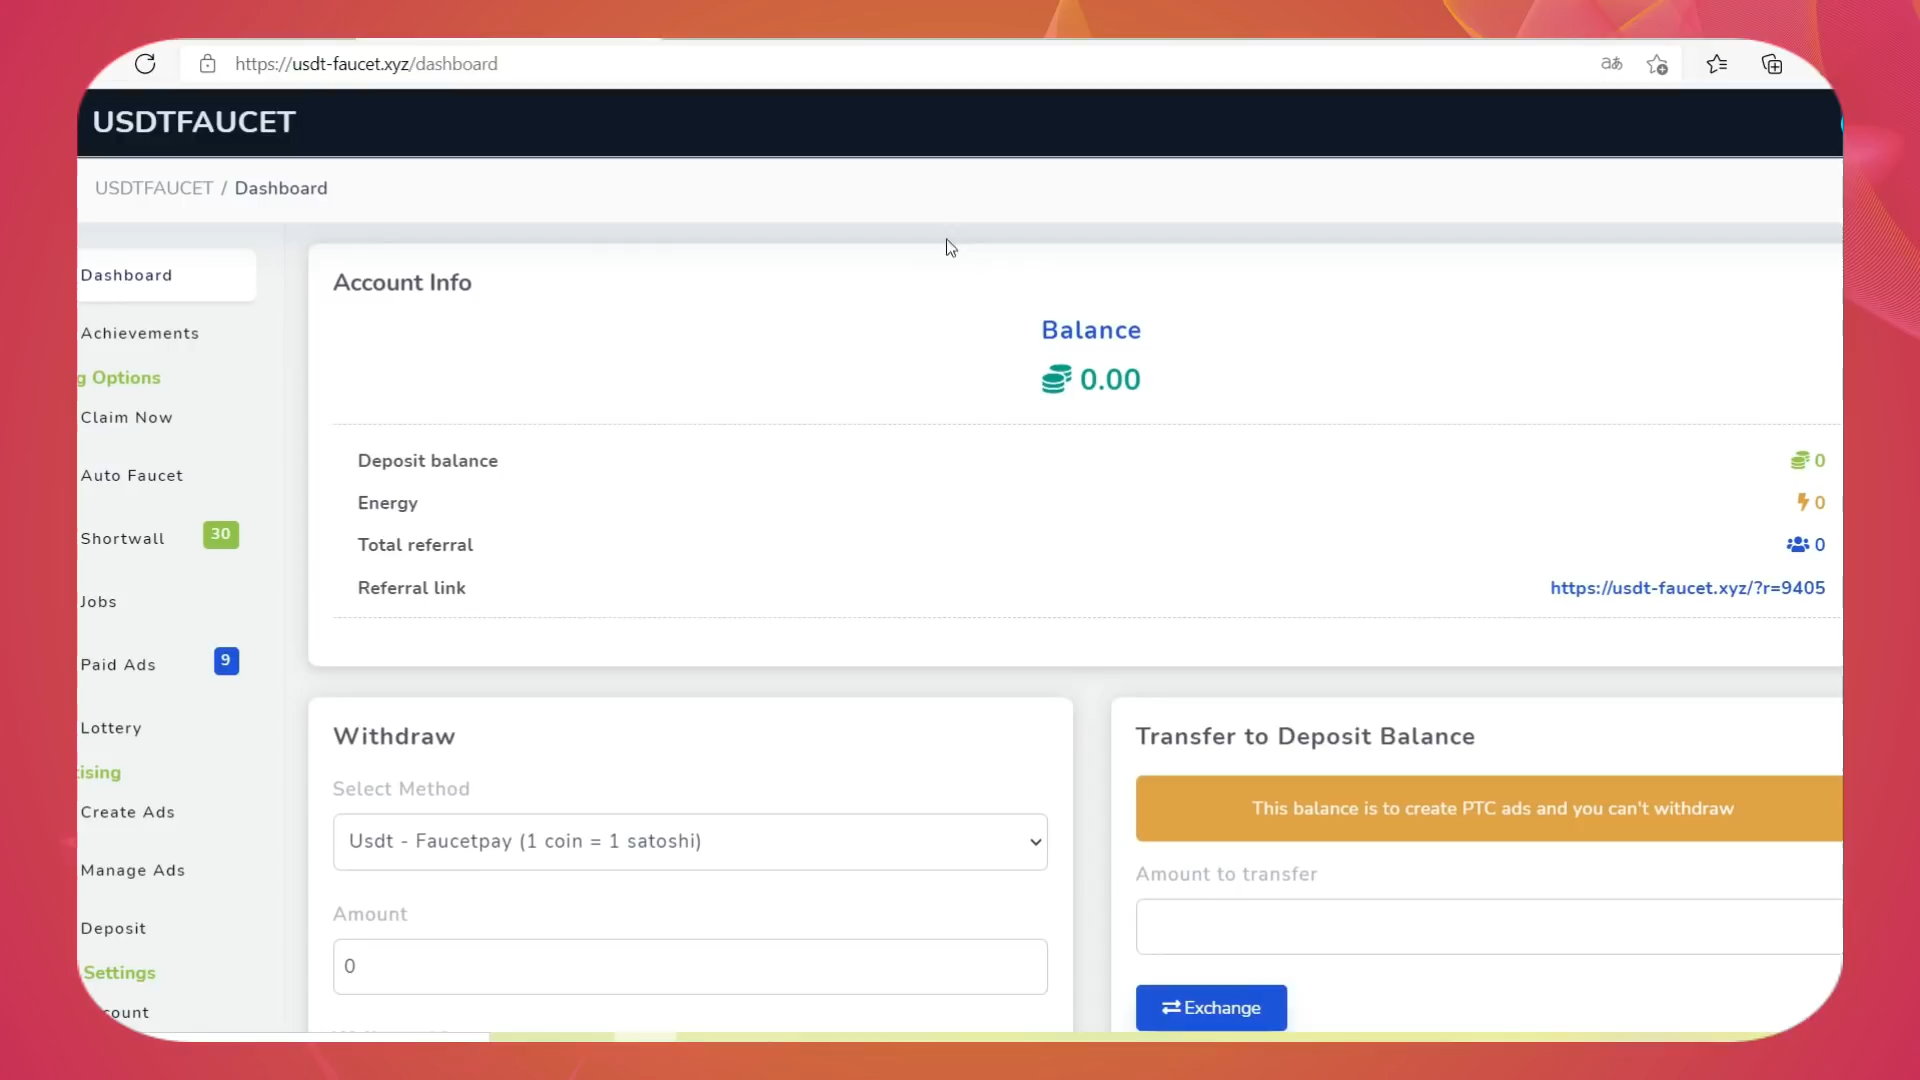 https://usdt-faucet.xyz/dashboard
USDTFAUCET
USDTFAUCET / Dashboard
Dashboard
Achievements
g Options
Claim Now
Auto Faucet
Shortwall 30
Jobs
Paid Ads 9
Lottery
tising
Create Ads
Manage Ads
Deposit
Settings
count
Account Info
Balance
0.00
Deposit balance 0
Energy 0
Total referral 0
Referral link https://usdt-faucet.xyz/?r=9405
Withdraw
Select Method
Usdt - Faucetpay (1 coin = 1 satoshi)
Amount
0
Transfer to Deposit Balance
This balance is to create PTC ads and you can't withdraw
Amount to transfer
Exchange